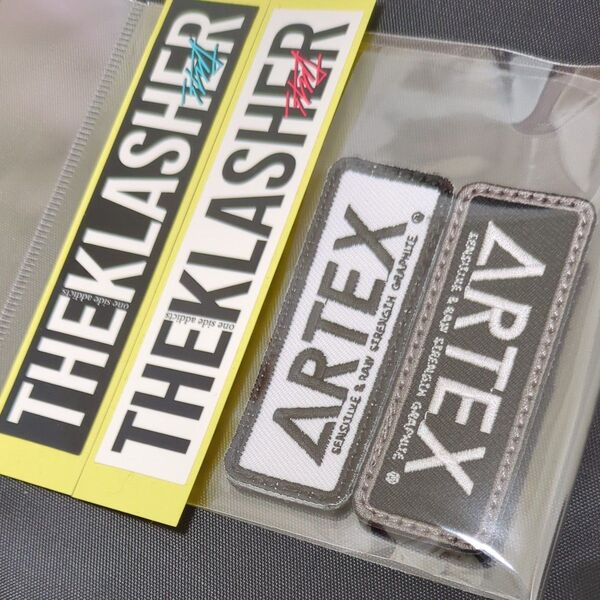 THEKLASHER
one side addicts
THEKLASHER
one side addicts
ARTEX
SENSITIVE & RAW STRENGTH GRAPHITE
®
ARTEX
SENSITIVE & RAW STRENGTH GRAPHITE
®